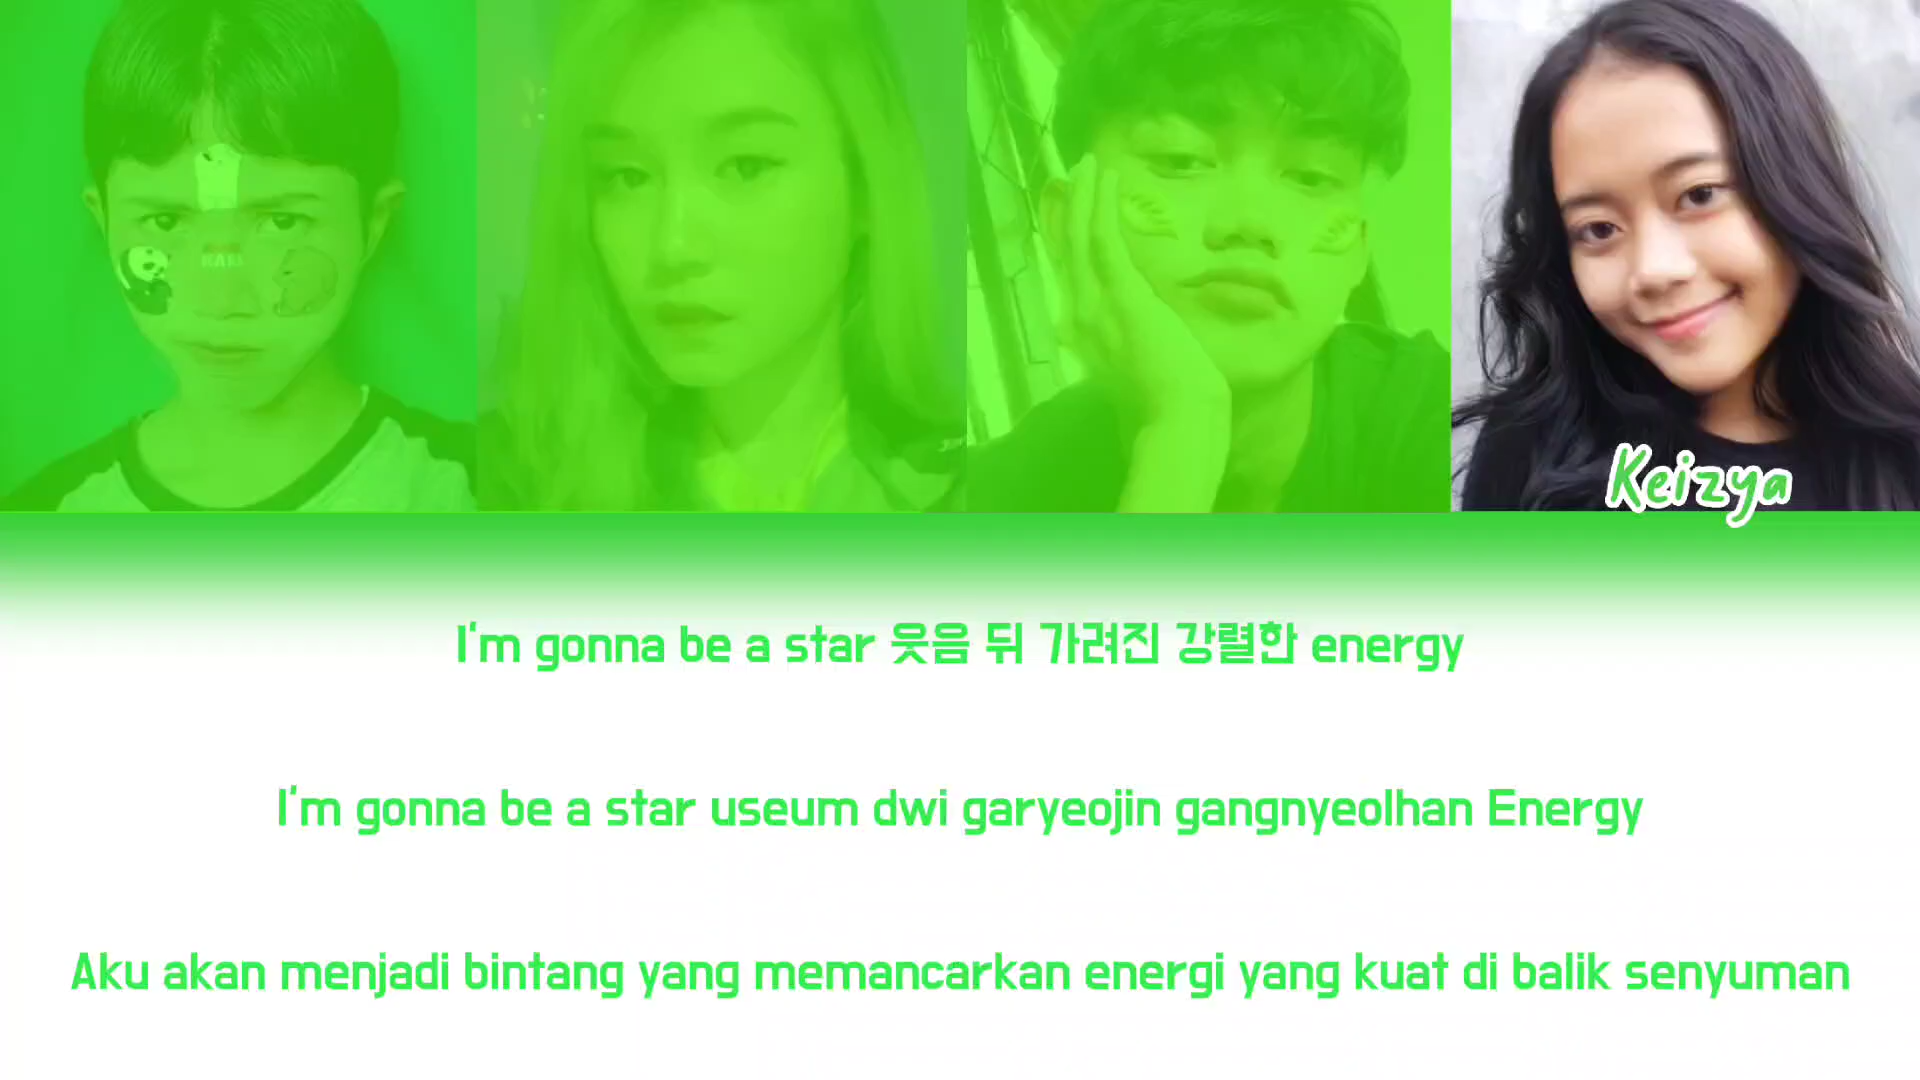 Keizya
I'm gonna be a star 웃음 뒤 가려진 강렬한 energy
I'm gonna be a star useum dwi garyeojin gangnyeolhan Energy
Aku akan menjadi bintang yang memancarkan energi yang kuat di balik senyuman